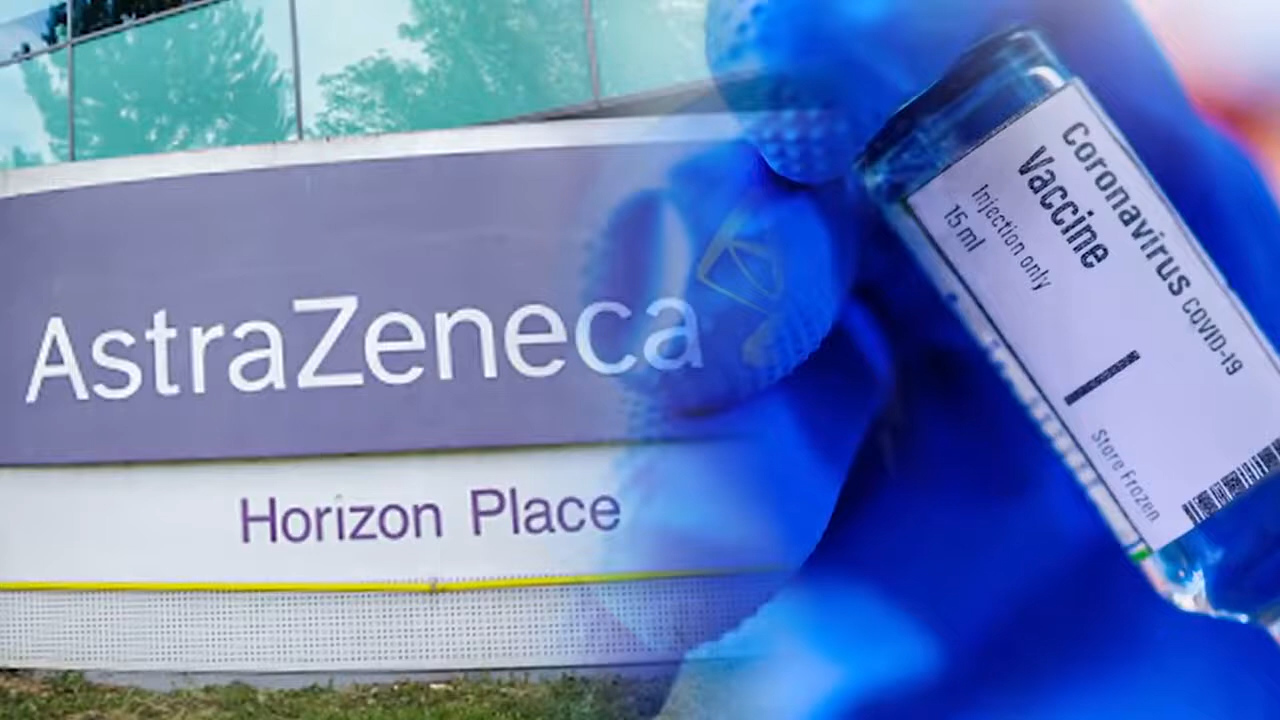 AstraZeneca
Horizon Place
Coronavirus COVID-19
Vaccine
Injection only
15 ml
Store Frozen